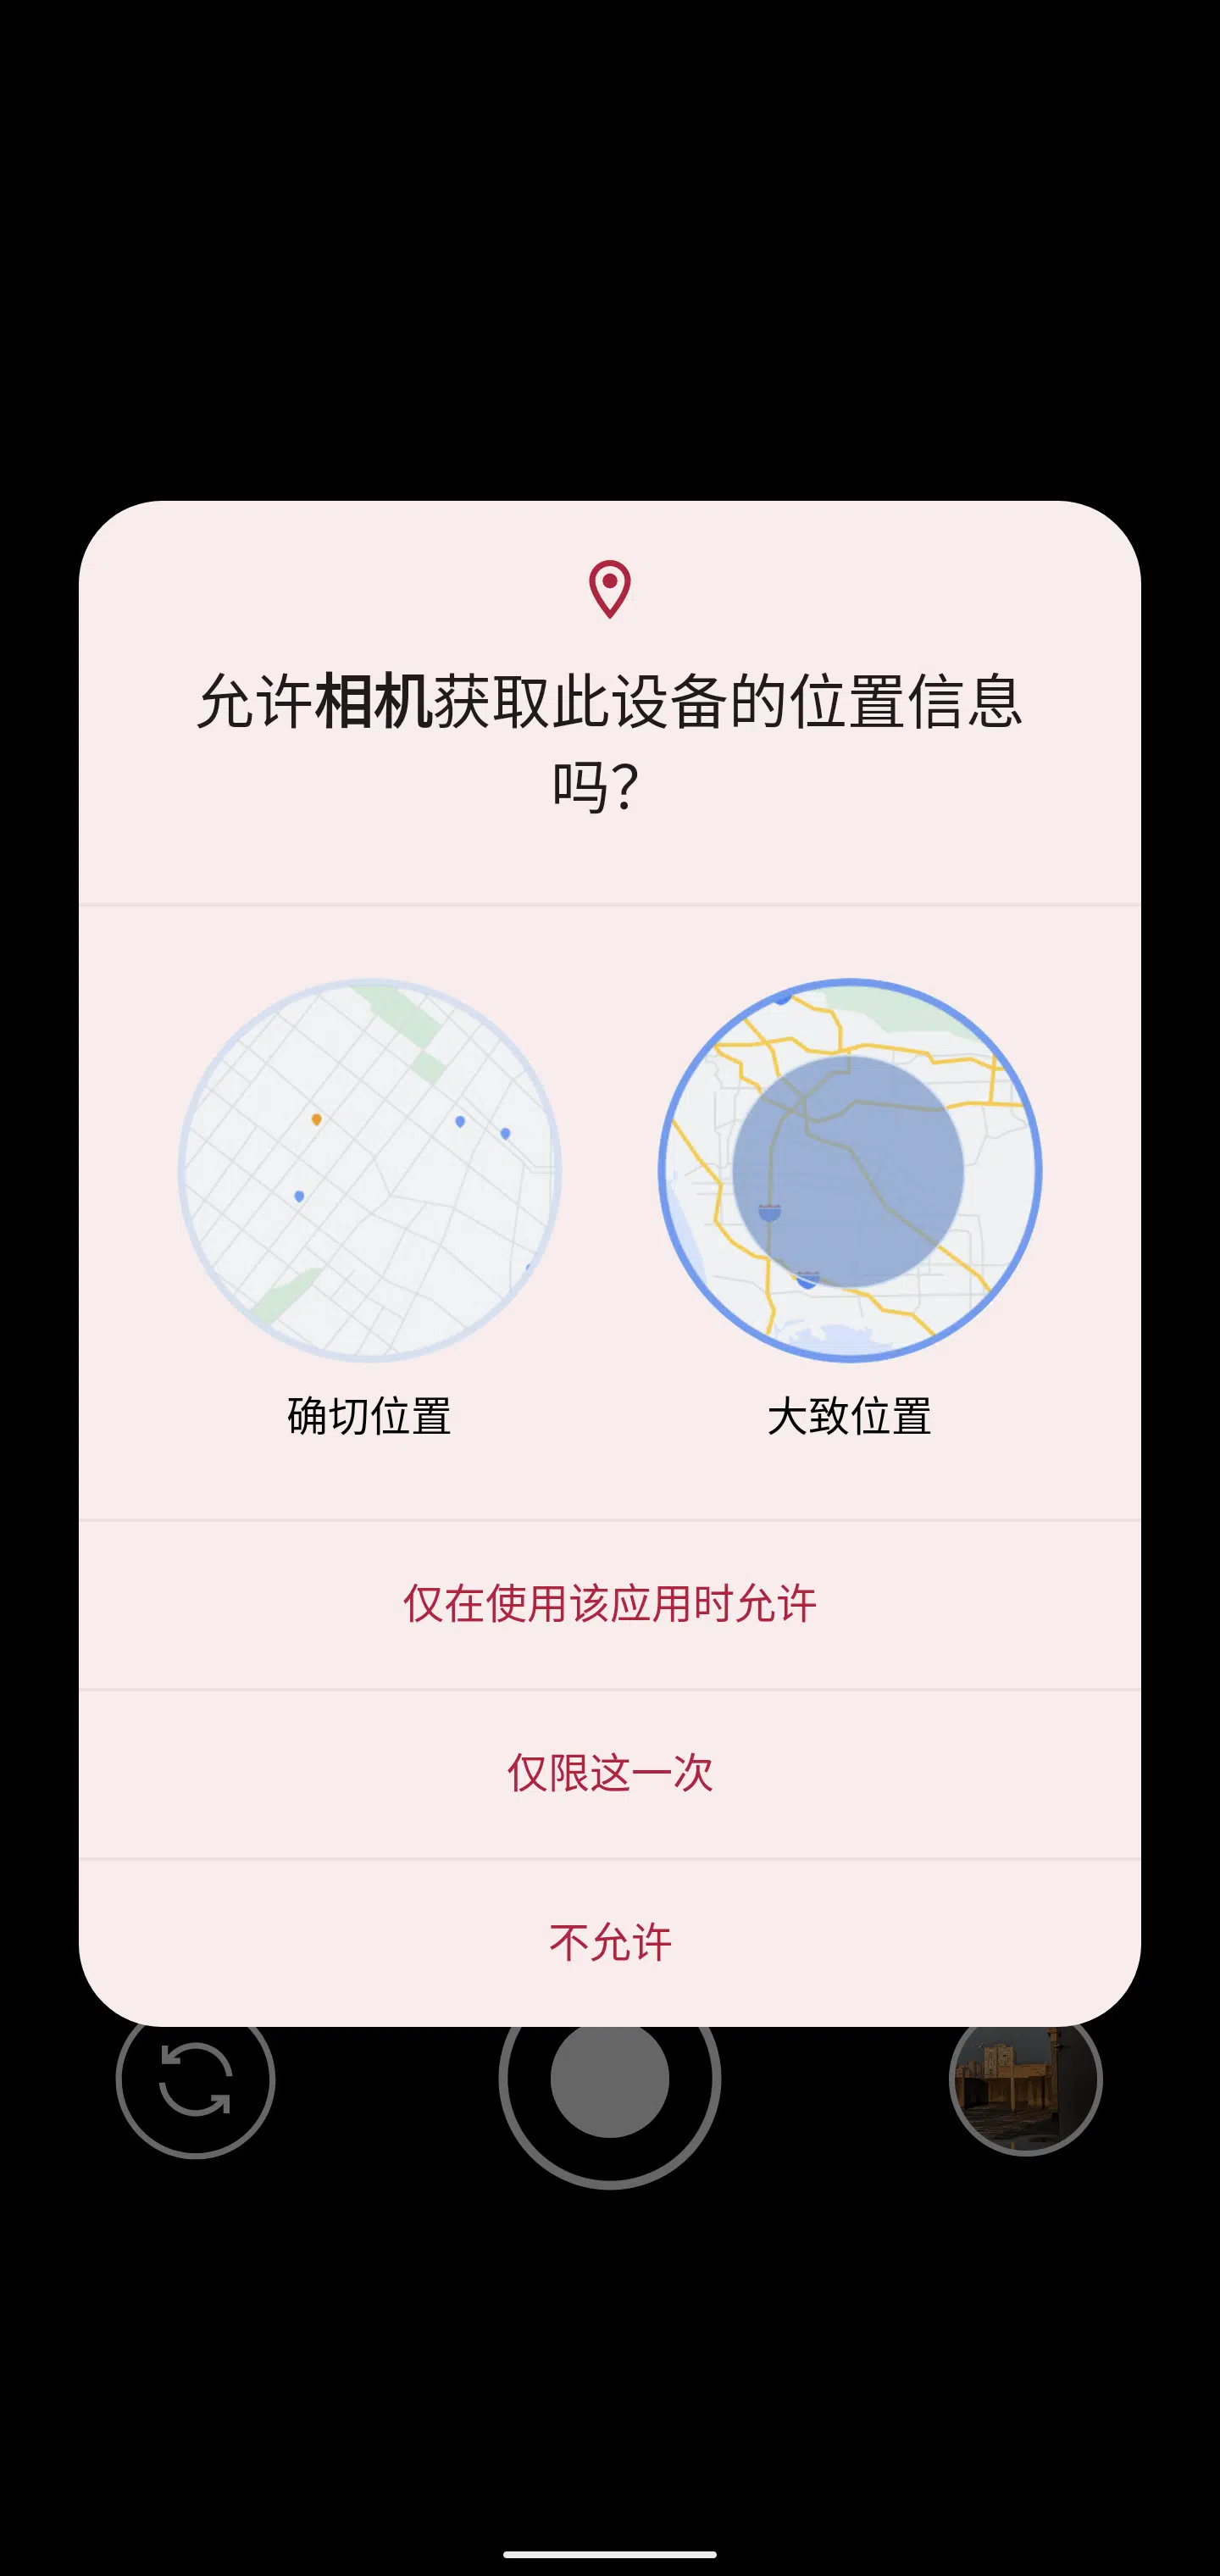 允许相机获取此设备的位置信息
吗？
确切位置
大致位置
仅在使用该应用时允许
仅限这一次
不允许